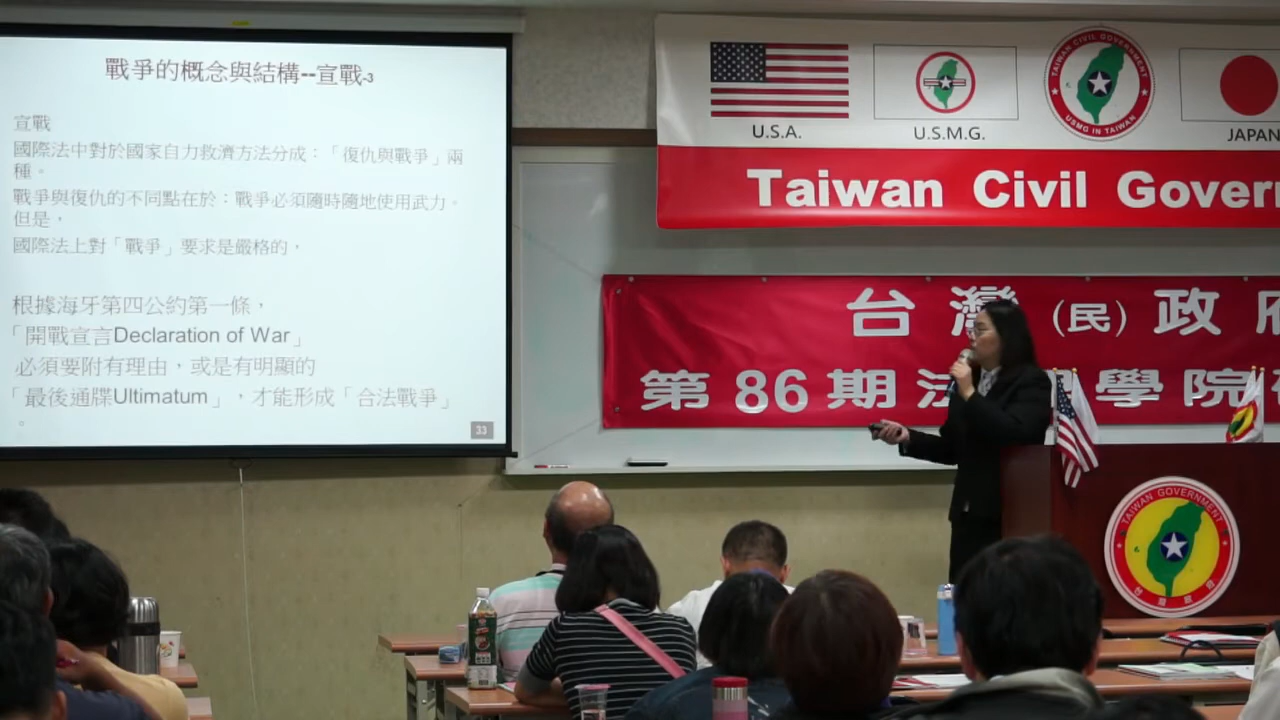 戰爭的概念與結構--宣戰-3
宣戰
國際法中對於國家自力救濟方法分成：「復仇與戰爭」兩
種。
戰爭與復仇的不同點在於：戰爭必須隨時隨地使用武力。
但是，
國際法上對「戰爭」要求是嚴格的，
根據海牙第四公約第一條，
「開戰宣言Declaration of War」
必須要附有理由，或是有明顯的
「最後通牒Ultimatum」，才能形成「合法戰爭」
。
33
U.S.A.
U.S.M.G.
TAIWAN CIVIL GOVERNMENT
USMG IN TAIWAN
JAPAN
Taiwan Civil Govern
台灣(民)政府
第86期法 學院
TAIWAN GOVERNMENT